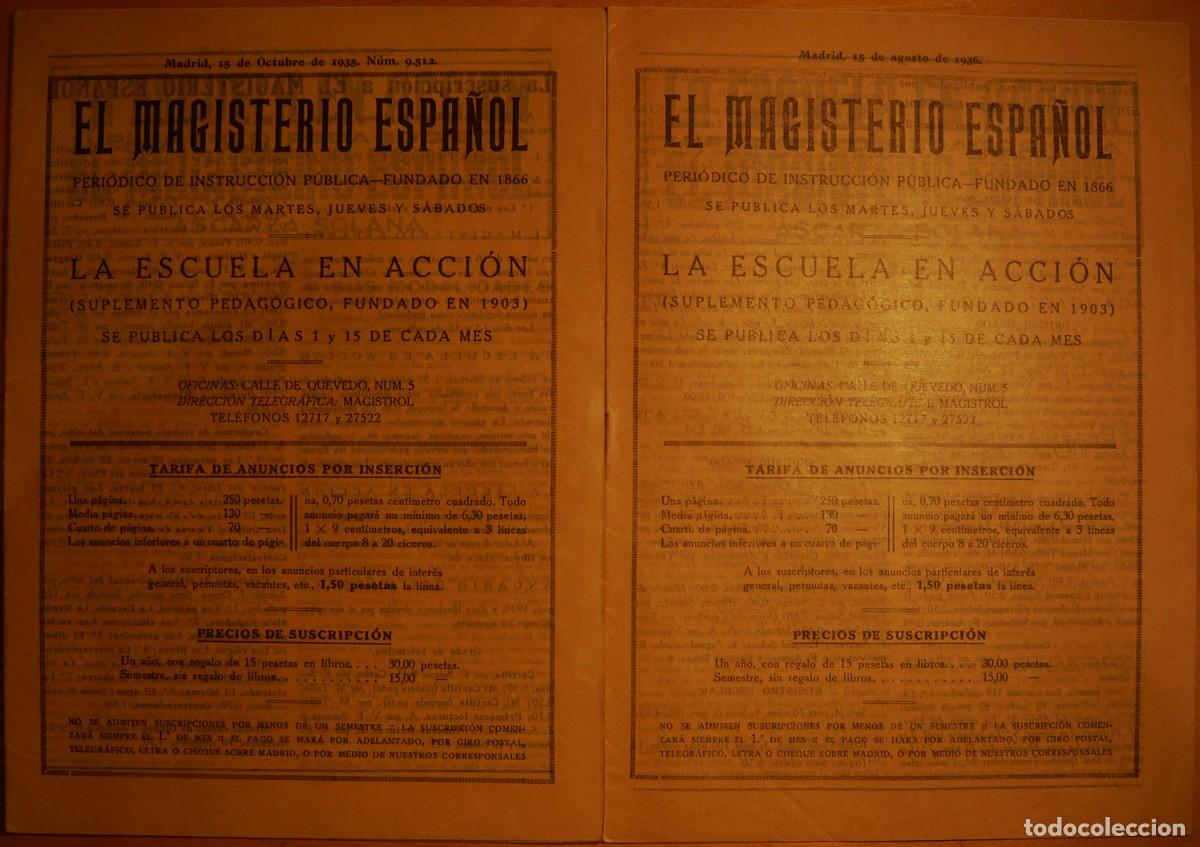 Madrid, 15 de Octubre de 1935. Núm. 9.512.
EL MAGISTERIO ESPAÑOL
PERIÓDICO DE INSTRUCCIÓN PÚBLICA—FUNDADO EN 1866
SE PUBLICA LOS MARTES, JUEVES Y SÁBADOS
LA ESCUELA EN ACCIÓN
(SUPLEMENTO PEDAGÓGICO, FUNDADO EN 1903)
SE PUBLICA LOS DÍAS 1 y 15 DE CADA MES
OFICINAS: CALLE DE QUEVEDO, NUM. 5
DIRECCIÓN TELEGRÁFICA: MAGISTROL
TELÉFONOS 12717 y 27522
TARIFA DE ANUNCIOS POR INSERCIÓN
Una página. . . . . . . . . . . . 250 pesetas.
Media página. . . . . . . . . . . 130 —
Cuarto de página. . . . . . . . . 70 —
Los anuncios inferiores a un cuarto de pági-
na, 0,70 pesetas centímetro cuadrado. Todo
anuncio pagará un mínimo de 6,30 pesetas,
1 × 9 centímetros, equivalente a 3 líneas
del cuerpo 8 a 20 cíceros.
A los suscriptores, en los anuncios particulares de interés
general, permutas, vacantes, etc., 1,50 pesetas la línea.
PRECIOS DE SUSCRIPCIÓN
Un año, con regalo de 15 pesetas en libros. . . . 30,00 pesetas.
Semestre, sin regalo de libros. . . . . . . . . . . . 15,00 —
NO SE ADMITEN SUSCRIPCIONES POR MENOS DE UN SEMESTRE :: LA SUSCRIPCIÓN COMEN-
ZARÁ SIEMPRE EL 1.° DE MES :: EL PAGO SE HARÁ POR ADELANTADO, POR GIRO POSTAL,
TELEGRÁFICO, LETRA O CHEQUE SOBRE MADRID, O POR MEDIO DE NUESTROS CORRESPONSALES
Madrid, 15 de agosto de 1936.
EL MAGISTERIO ESPAÑOL
PERIÓDICO DE INSTRUCCIÓN PÚBLICA—FUNDADO EN 1866
SE PUBLICA LOS MARTES, JUEVES Y SÁBADOS
LA ESCUELA EN ACCIÓN
(SUPLEMENTO PEDAGÓGICO, FUNDADO EN 1903)
SE PUBLICA LOS DÍAS 1 y 15 DE CADA MES
OFICINAS: CALLE DE QUEVEDO, NUM. 5
DIRECCIÓN TELEGRÁFICA: MAGISTROL
TELÉFONOS 12717 y 27522
TARIFA DE ANUNCIOS POR INSERCIÓN
Una página. . . . . . . . . . . . 250 pesetas.
Media página. . . . . . . . . . . 130 —
Cuarto de página. . . . . . . . . 70 —
Los anuncios inferiores a un cuarto de pági-
na, 0,70 pesetas centímetro cuadrado. Todo
anuncio pagará un mínimo de 6,30 pesetas,
1 × 9 centímetros, equivalente a 3 líneas
del cuerpo 8 a 20 cíceros.
A los suscriptores, en los anuncios particulares de interés
general, permutas, vacantes, etc., 1,50 pesetas la línea.
PRECIOS DE SUSCRIPCIÓN
Un año, con regalo de 15 pesetas en libros. . . . 30,00 pesetas.
Semestre, sin regalo de libros. . . . . . . . . . . . 15,00 —
NO SE ADMITEN SUSCRIPCIONES POR MENOS DE UN SEMESTRE :: LA SUSCRIPCIÓN COMEN-
ZARÁ SIEMPRE EL 1.° DE MES :: EL PAGO SE HARÁ POR ADELANTADO, POR GIRO POSTAL,
TELEGRÁFICO, LETRA O CHEQUE SOBRE MADRID, O POR MEDIO DE NUESTROS CORRESPONSALES
todocoleccion